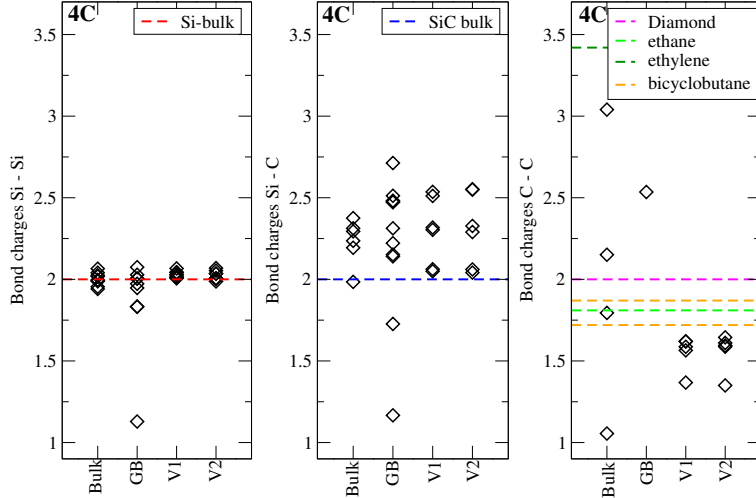 4C
Si-bulk
Bond charges Si - Si
3.5
3
2.5
2
1.5
1
Bulk
GB
V1
V2
4C
SiC bulk
Bond charges Si - C
3.5
3
2.5
2
1.5
1
Bulk
GB
V1
V2
4C
Diamond
ethane
ethylene
bicyclobutane
Bond charges C - C
3.5
3
2.5
2
1.5
1
Bulk
GB
V1
V2